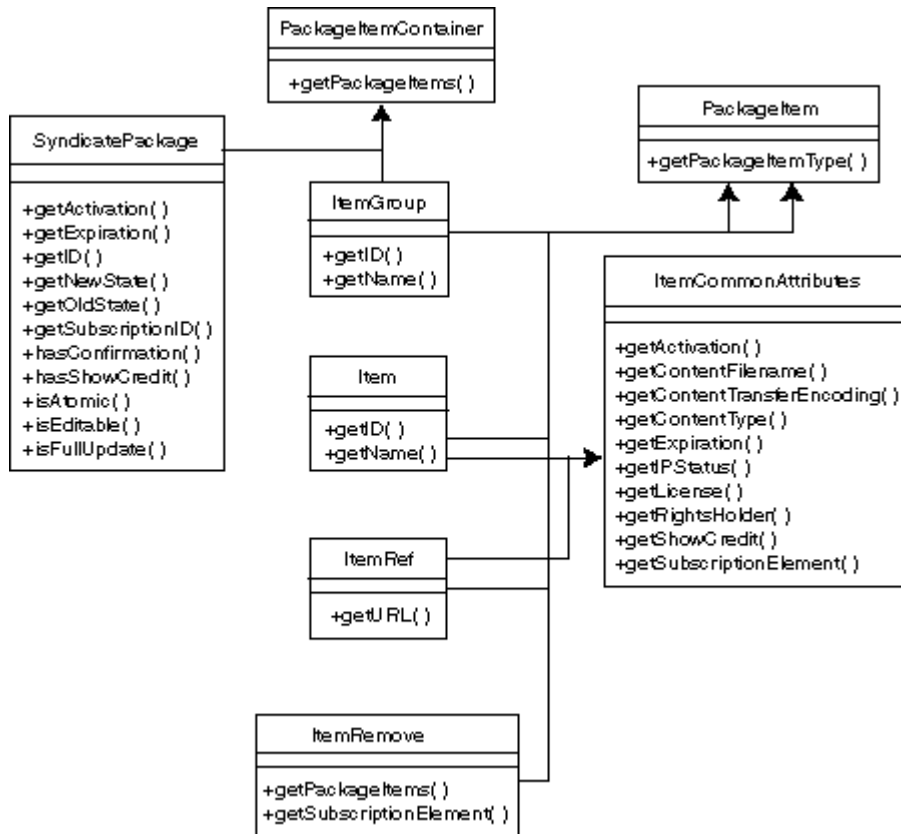 PackageItemContainer
+getPackageItems( )
PackageItem
+getPackageItemType( )
SyndicatePackage
+getActivation( )
+getExpiration( )
+getID( )
+getNewState( )
+getOldState( )
+getSubscriptionID( )
+hasConfirmation( )
+hasShowCredit( )
+isAtomic( )
+isEditable( )
+isFullUpdate( )
ItemGroup
+getID( )
+getName( )
ItemCommonAttributes
+getActivation( )
+getContentFilename( )
+getContentTransferEncoding( )
+getContentType( )
+getExpiration( )
+getIPStatus( )
+getLicense( )
+getRightsHolder( )
+getShowCredit( )
+getSubscriptionElement( )
Item
+getID( )
+getName( )
ItemRef
+getURL( )
ItemRemove
+getPackageItems( )
+getSubscriptionElement( )